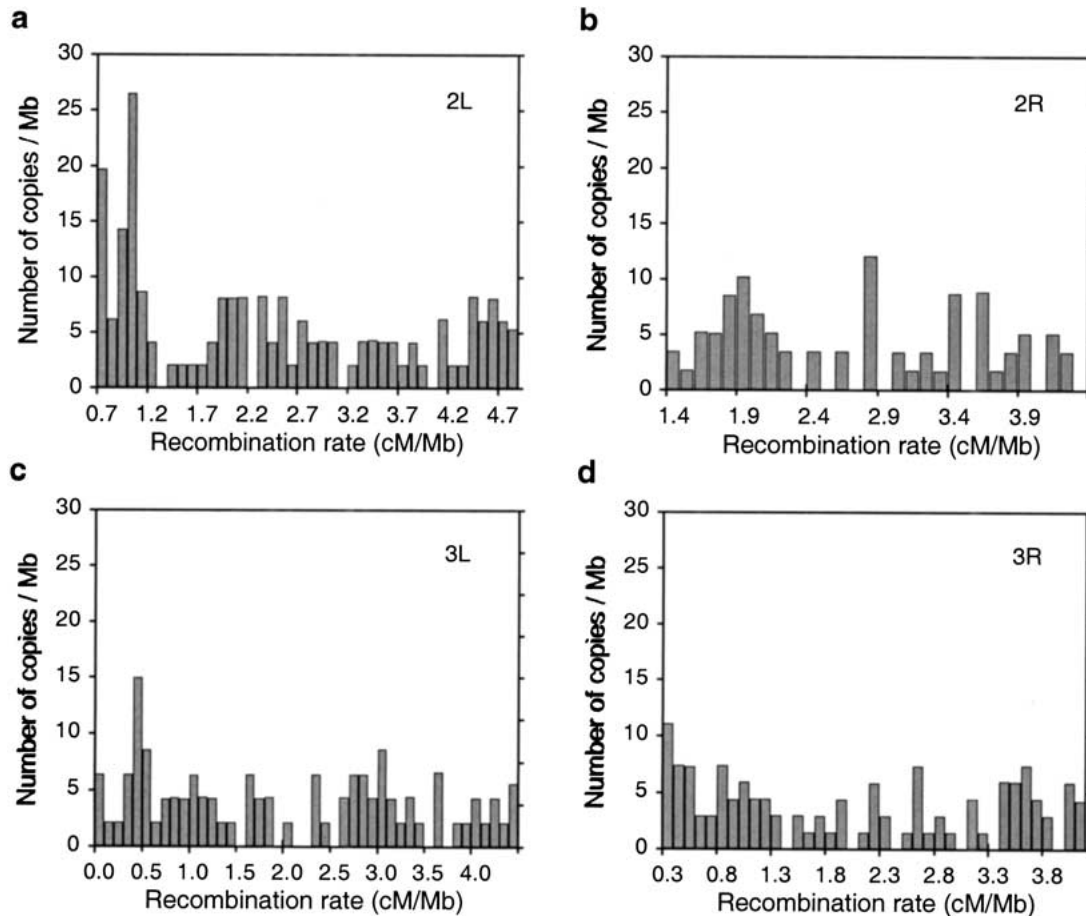 a
30
25
20
15
10
5
0
Number of copies / Mb
2L
0.7 1.2 1.7 2.2 2.7 3.2 3.7 4.2 4.7
Recombination rate (cM/Mb)
b
30
25
20
15
10
5
0
Number of copies / Mb
2R
1.4 1.9 2.4 2.9 3.4 3.9
Recombination rate (cM/Mb)
c
30
25
20
15
10
5
0
Number of copies / Mb
3L
0.0 0.5 1.0 1.5 2.0 2.5 3.0 3.5 4.0
Recombination rate (cM/Mb)
d
30
25
20
15
10
5
0
Number of copies / Mb
3R
0.3 0.8 1.3 1.8 2.3 2.8 3.3 3.8
Recombination rate (cM/Mb)